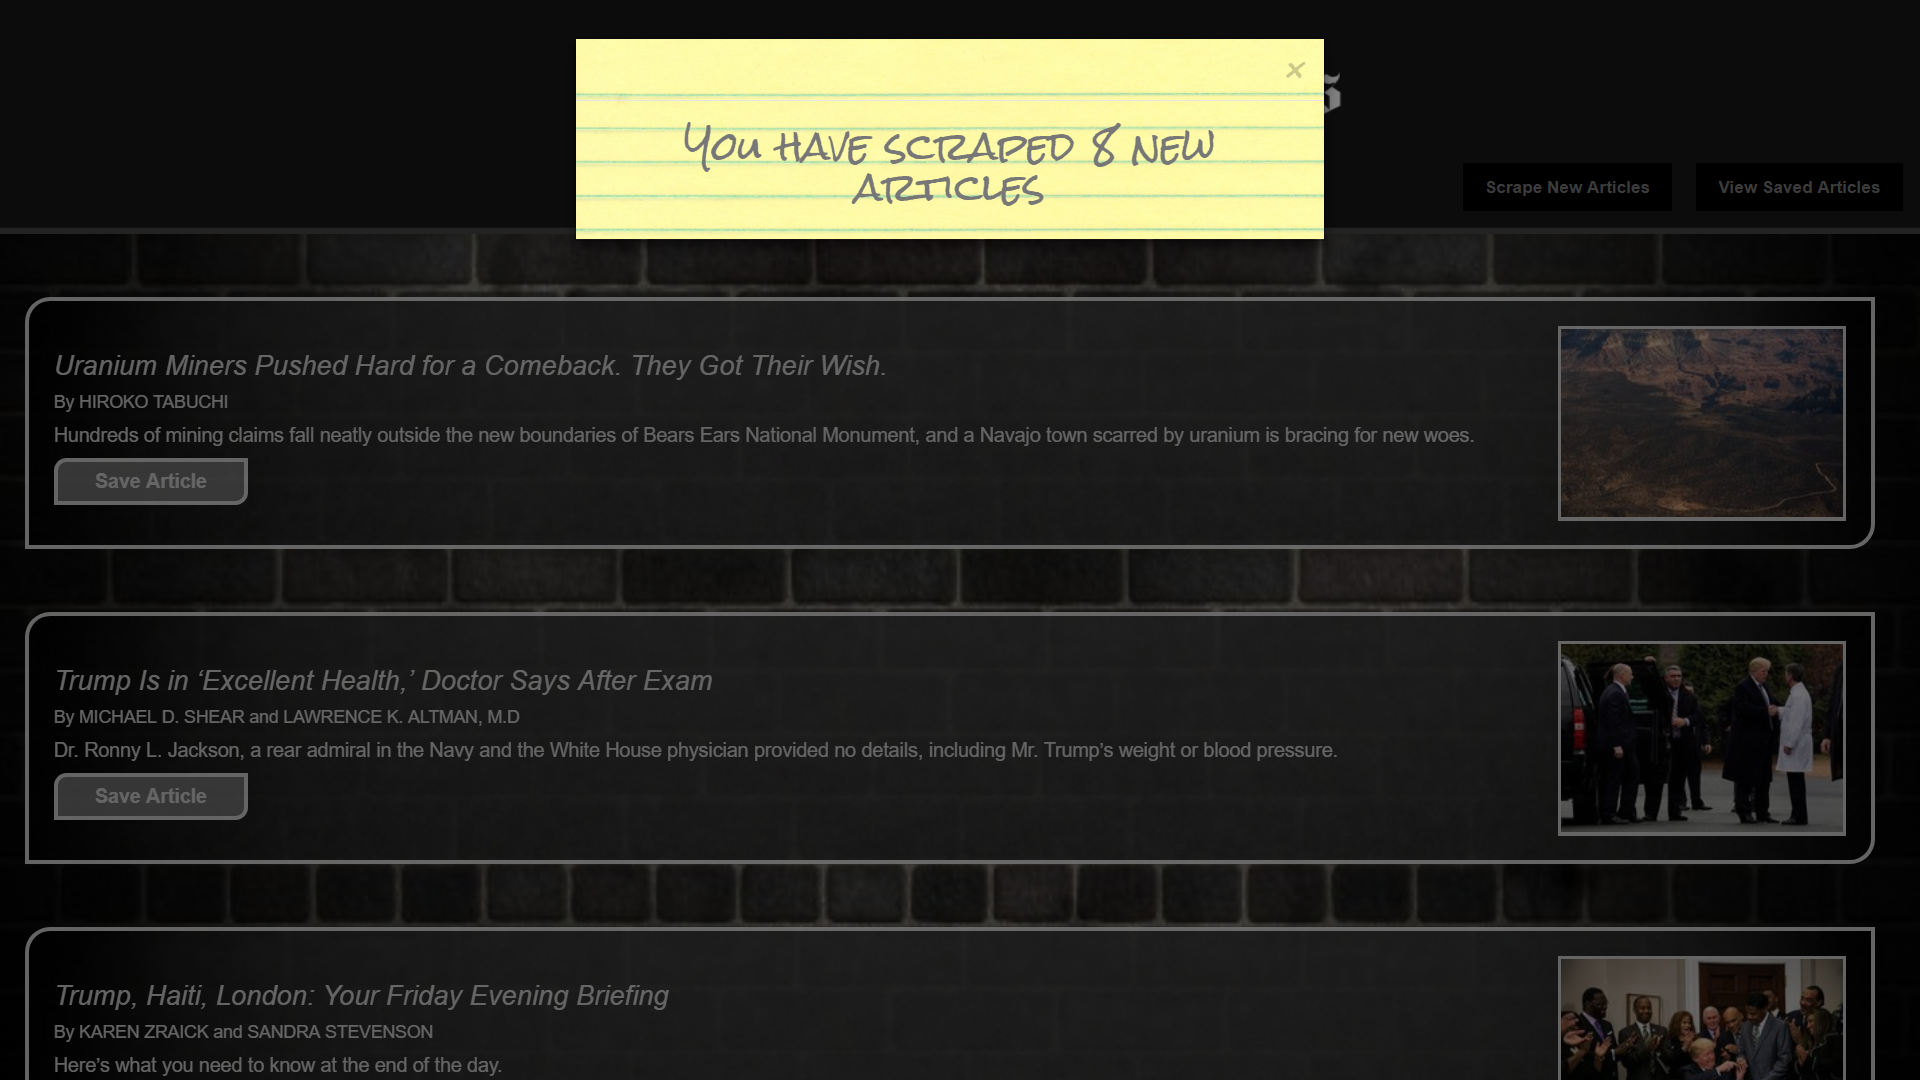 ×
You have scraped 8 new
articles
Scrape New Articles
View Saved Articles
Uranium Miners Pushed Hard for a Comeback. They Got Their Wish.
By HIROKO TABUCHI
Hundreds of mining claims fall neatly outside the new boundaries of Bears Ears National Monument, and a Navajo town scarred by uranium is bracing for new woes.
Save Article
Trump Is in ‘Excellent Health,’ Doctor Says After Exam
By MICHAEL D. SHEAR and LAWRENCE K. ALTMAN, M.D
Dr. Ronny L. Jackson, a rear admiral in the Navy and the White House physician provided no details, including Mr. Trump’s weight or blood pressure.
Save Article
Trump, Haiti, London: Your Friday Evening Briefing
By KAREN ZRAICK and SANDRA STEVENSON
Here’s what you need to know at the end of the day.